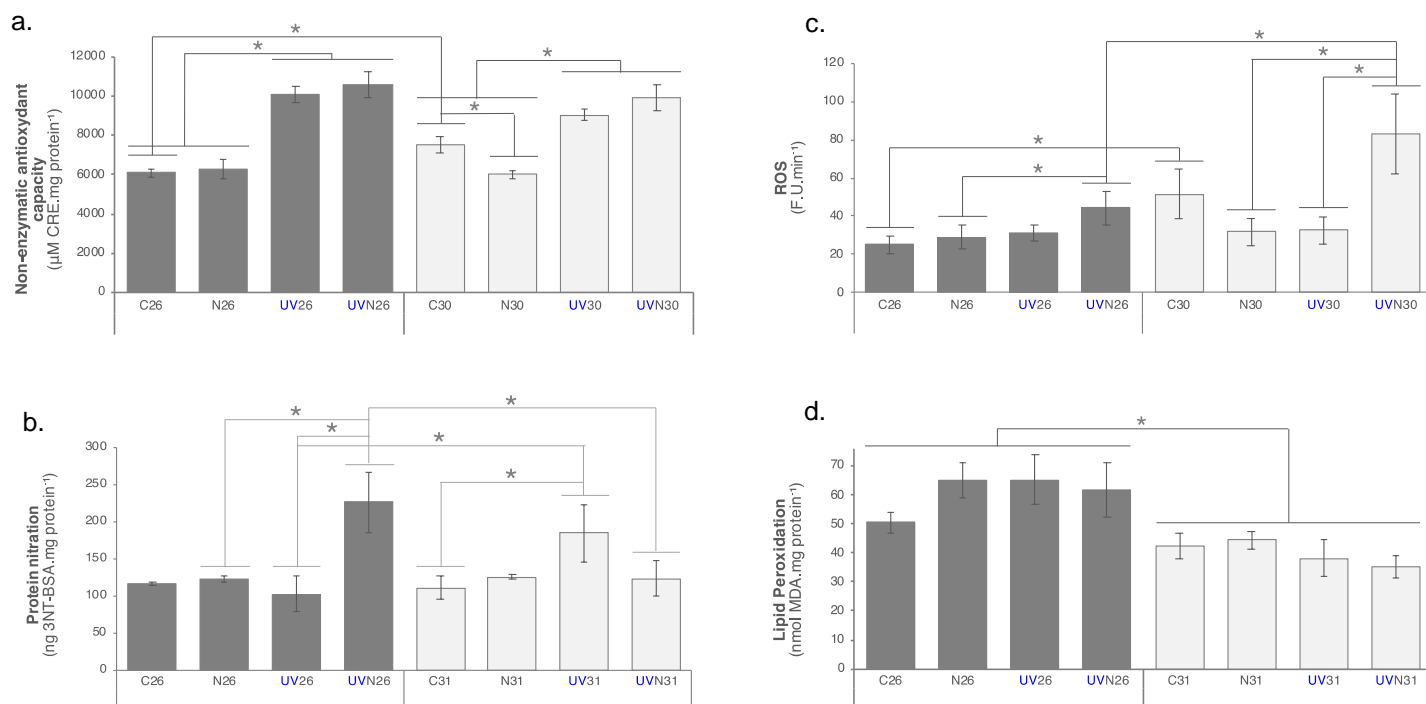 a.
Non-enzymatic antioxydant
capacity
(µM CRE.mg protein⁻¹)
12000
10000
8000
6000
4000
2000
0
*
*
*
*
C26 N26 UV26 UVN26 C30 N30 UV30 UVN30
c.
ROS
(F.U.min⁻¹)
120
100
80
60
40
20
0
*
*
*
*
*
C26 N26 UV26 UVN26 C30 N30 UV30 UVN30
b.
Protein nitration
(ng 3NT-BSA.mg protein⁻¹)
300
250
200
150
100
50
0
*
*
*
*
*
C26 N26 UV26 UVN26 C31 N31 UV31 UVN31
d.
Lipid Peroxidation
(nmol MDA.mg protein⁻¹)
70
60
50
40
30
20
10
0
*
C26 N26 UV26 UVN26 C31 N31 UV31 UVN31